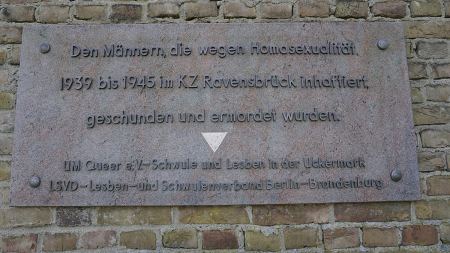 Den Männern, die wegen Homosexualität
1939 bis 1945 im KZ Ravensbrück inhaftiert,
geschunden und ermordet wurden.
UM Queer e.V.-Schwule und Lesben in der Uckermark
LSVD-Lesben-und Schwulenverband Berlin-Brandenburg